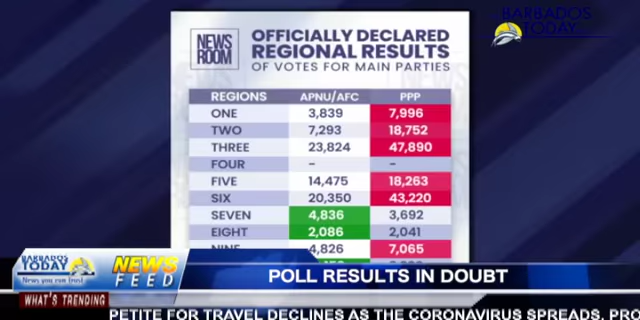 BARBADOS
TODAY
NEWS
ROOM
OFFICIALLY DECLARED
REGIONAL RESULTS
OF VOTES FOR MAIN PARTIES
REGIONS APNU/AFC PPP
ONE 3,839 7,996
TWO 7,293 18,752
THREE 23,824 47,890
FOUR - -
FIVE 14,475 18,263
SIX 20,350 43,220
SEVEN 4,836 3,692
EIGHT 2,086 2,041
NINE 4,826 7,065
BARBADOS
TODAY
News you can trust
NEWS
FEED
POLL RESULTS IN DOUBT
WHAT'S TRENDING
PETITE FOR TRAVEL DECLINES AS THE CORONAVIRUS SPREADS, PRO